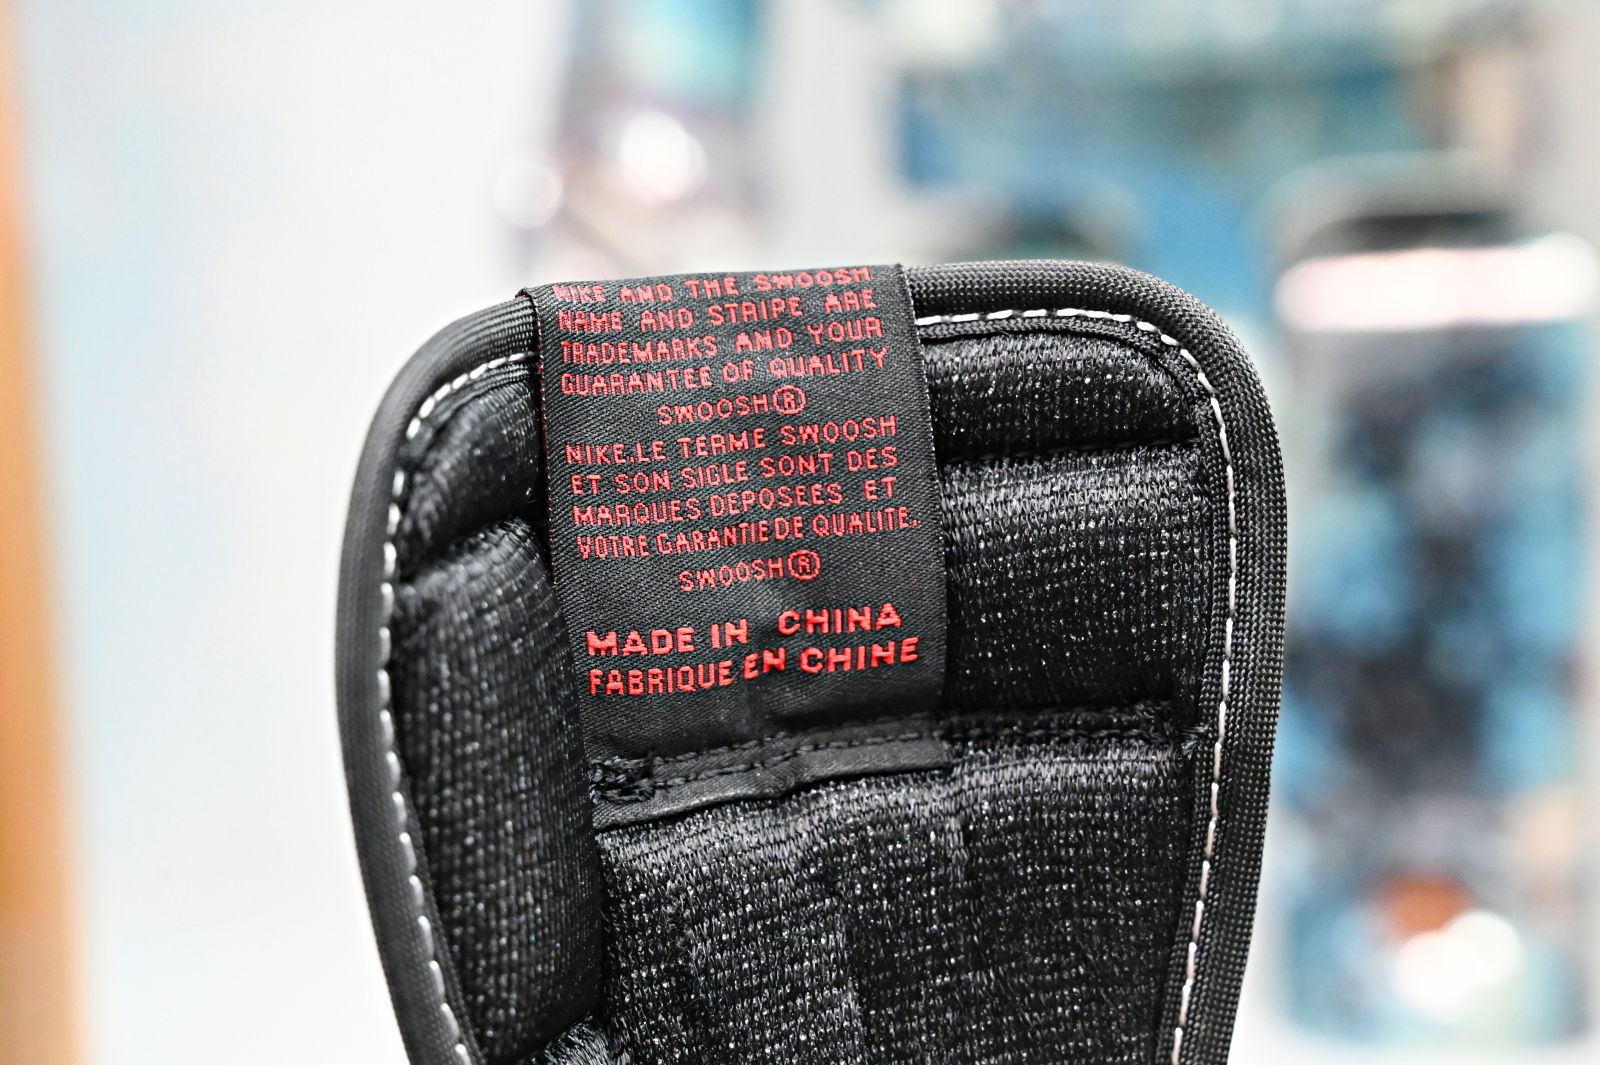 NIKE AND THE SWOOSH
NAME AND STRIPE ARE
TRADEMARKS AND YOUR
GUARANTEE OF QUALITY
SWOOSH®
NIKE.LE TERME SWOOSH
ET SON SIGLE SONT DES
MARQUES DEPOSEES ET
VOTRE GARANTIE DE QUALITE.
SWOOSH®
MADE IN CHINA
FABRIQUE EN CHINE